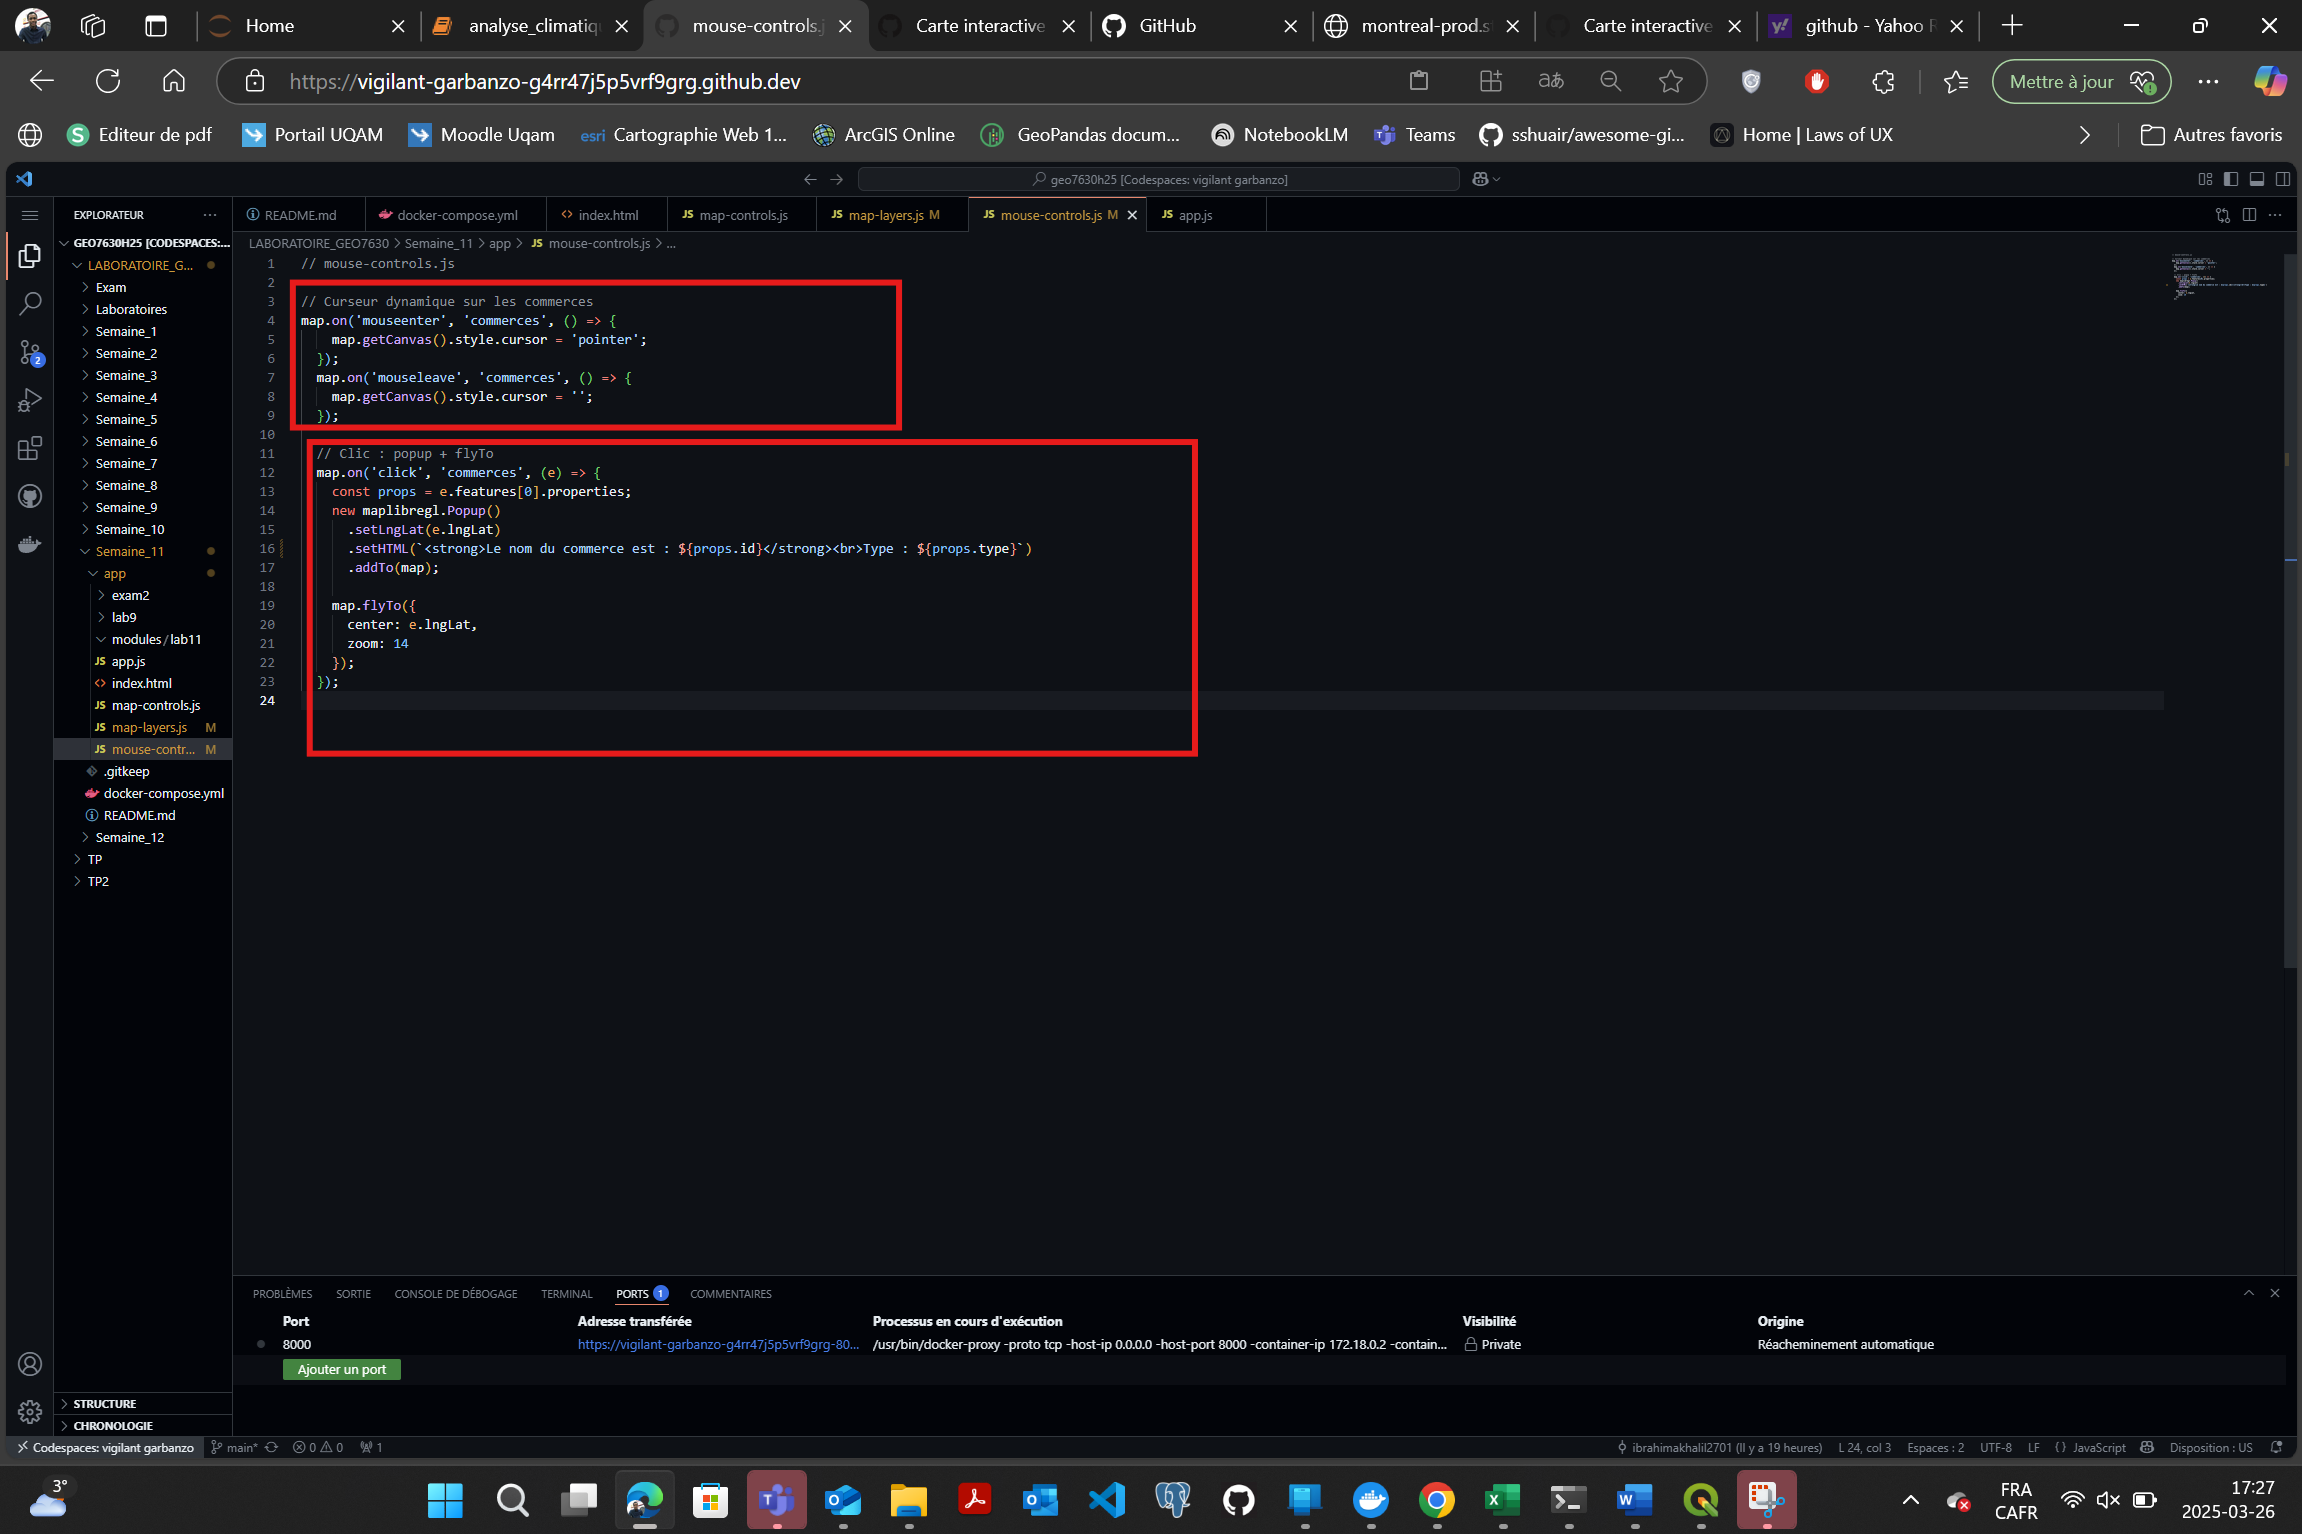 Home
analyse_climatiq
mouse-controls.j
Carte interactive
GitHub
montreal-prod.s
Carte interactive
github - Yahoo R
https://vigilant-garbanzo-g4rr47j5p5vrf9grg.github.dev
Mettre à jour
Editeur de pdf
Portail UQAM
Moodle Uqam
esri Cartographie Web 1...
ArcGIS Online
GeoPandas docum...
NotebookLM
Teams
sshuair/awesome-gi...
Home | Laws of UX
Autres favoris
geo7630h25 [Codespaces: vigilant garbanzo]
EXPLORATEUR
README.md
docker-compose.yml
index.html
JS map-controls.js
JS map-layers.js M
JS mouse-controls.js M
JS app.js
GEO7630H25 [CODESPACES:...
LABORATOIRE_G...
Exam
Laboratoires
Semaine_1
Semaine_2
Semaine_3
Semaine_4
Semaine_5
Semaine_6
Semaine_7
Semaine_8
Semaine_9
Semaine_10
Semaine_11
app
exam2
lab9
modules / lab11
JS app.js
index.html
JS map-controls.js
JS map-layers.js M
JS mouse-contr... M
.gitkeep
docker-compose.yml
README.md
Semaine_12
TP
TP2
2
LABORATOIRE_GEO7630 > Semaine_11 > app > JS mouse-controls.js > ...
1 // mouse-controls.js
2
3 // Curseur dynamique sur les commerces
4 map.on('mouseenter', 'commerces', () => {
5 map.getCanvas().style.cursor = 'pointer';
6 });
7 map.on('mouseleave', 'commerces', () => {
8 map.getCanvas().style.cursor = '';
9 });
10
11 // Clic : popup + flyTo
12 map.on('click', 'commerces', (e) => {
13 const props = e.features[0].properties;
14 new maplibregl.Popup()
15 .setLngLat(e.lngLat)
16 .setHTML(`<strong>Le nom du commerce est : ${props.id}</strong><br>Type : ${props.type}`)
17 .addTo(map);
18
19 map.flyTo({
20 center: e.lngLat,
21 zoom: 14
22 });
23 });
24
PROBLÈMES
SORTIE
CONSOLE DE DÉBOGAGE
TERMINAL
PORTS 1
COMMENTAIRES
Port
Adresse transférée
Processus en cours d'exécution
Visibilité
Origine
8000
https://vigilant-garbanzo-g4rr47j5p5vrf9grg-80...
/usr/bin/docker-proxy -proto tcp -host-ip 0.0.0.0 -host-port 8000 -container-ip 172.18.0.2 -contain...
Private
Réacheminement automatique
Ajouter un port
STRUCTURE
CHRONOLOGIE
Codespaces: vigilant garbanzo
main*
0
0
1
ibrahimakhalil2701 (Il y a 19 heures)
L 24, col 3
Espaces : 2
UTF-8
LF
{ } JavaScript
Disposition : US
3°
FRA
CAFR
17:27
2025-03-26